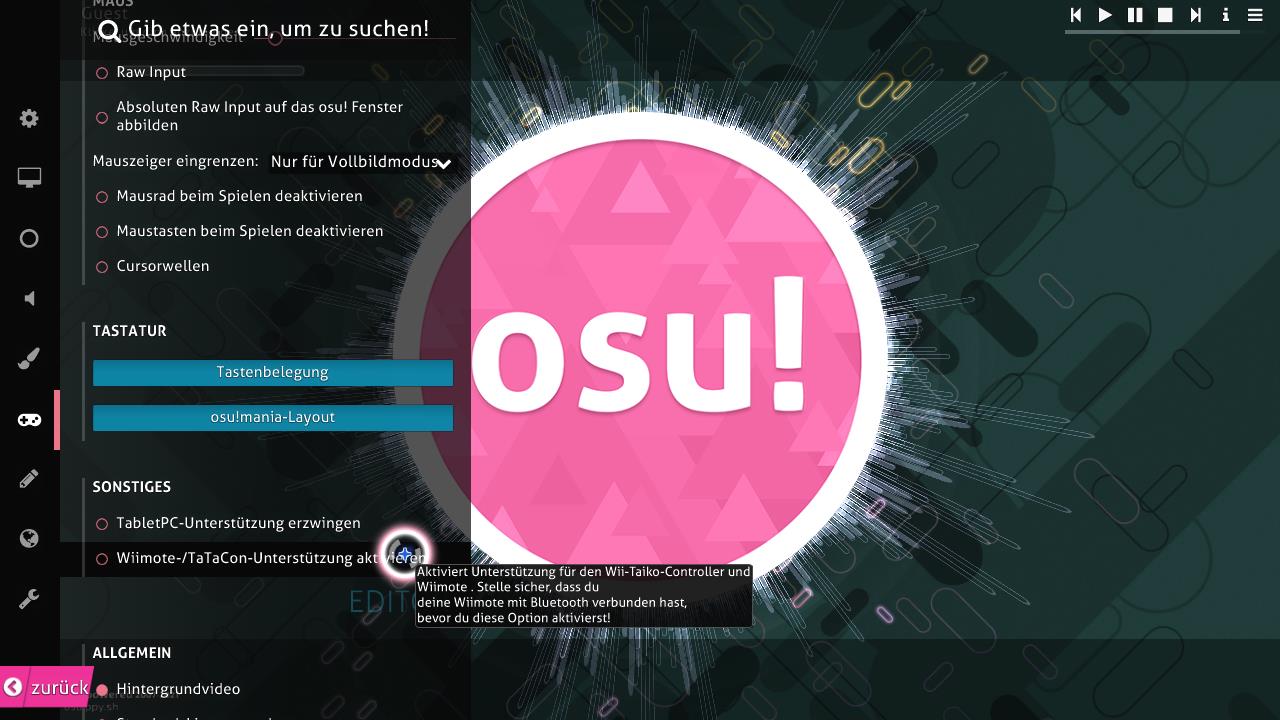 MAUS
Guest
Gib etwas ein, um zu suchen!
Mausgeschwindigkeit
Raw Input
Absoluten Raw Input auf das osu! Fenster
abbilden
Mauszeiger eingrenzen: Nur für Vollbildmodus
Mausrad beim Spielen deaktivieren
Maustasten beim Spielen deaktivieren
Cursorwellen
TASTATUR
Tastenbelegung
osu!mania-Layout
osu!
SONSTIGES
TabletPC-Unterstützung erzwingen
Wiimote-/TaTaCon-Unterstützung aktivieren
Aktiviert Unterstützung für den Wii-Taiko-Controller und
Wiimote . Stelle sicher, dass du
deine Wiimote mit Bluetooth verbunden hast,
bevor du diese Option aktivierst!
ALLGEMEIN
zurück
Hintergrundvideo